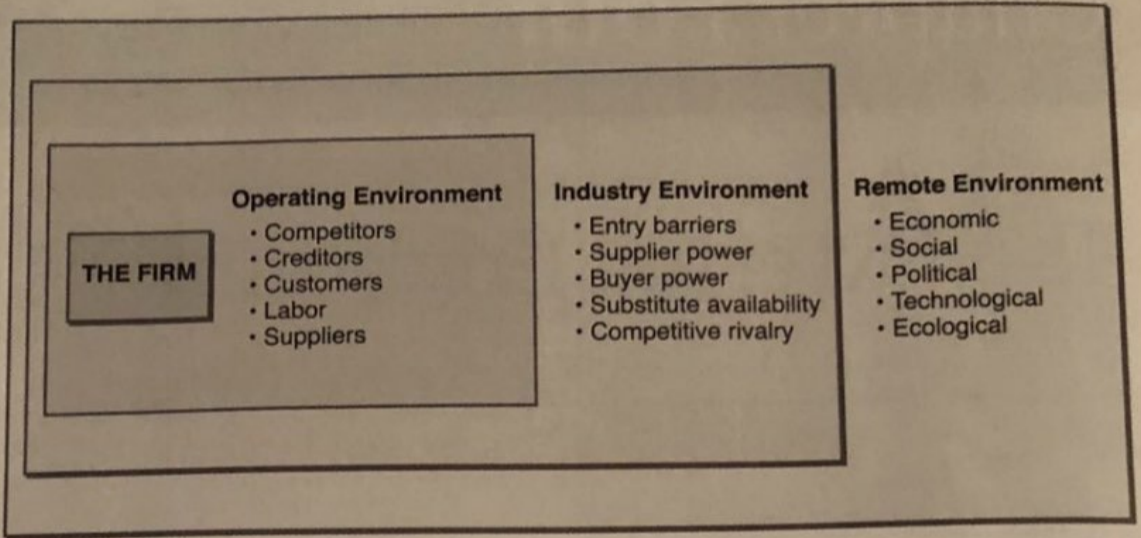 THE FIRM
Operating Environment
• Competitors
• Creditors
• Customers
• Labor
• Suppliers
Industry Environment
• Entry barriers
• Supplier power
• Buyer power
• Substitute availability
• Competitive rivalry
Remote Environment
• Economic
• Social
• Political
• Technological
• Ecological